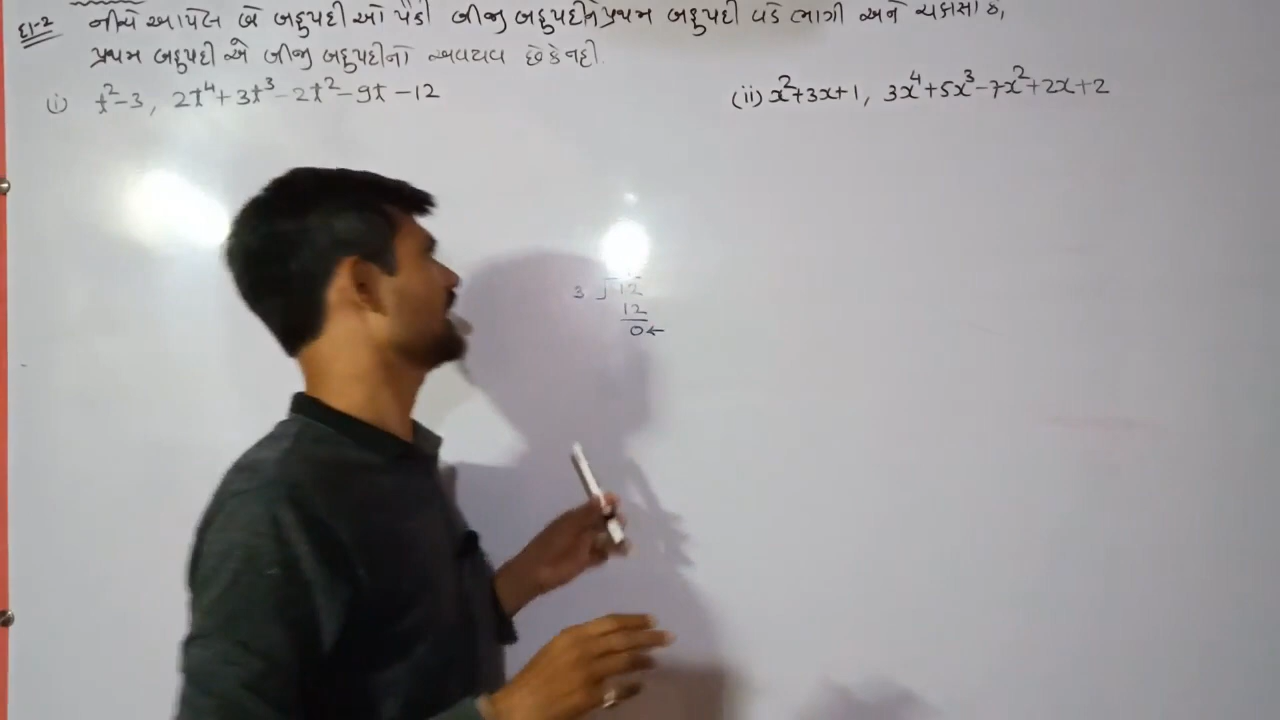 દા-2 નીચે આપેલ બે બહુપદીઓ પૈકી બીજી બહુપદીને પ્રથમ બહુપદી વડે ભાગી અને ચકાસો કે,
પ્રથમ બહુપદી એ બીજી બહુપદીનો અવયવ છે કે નહી.
(i) t²-3, 2t⁴+3t³-2t²-9t-12
(ii) x²+3x+1, 3x⁴+5x³-7x²+2x+2
3 12
12
0←